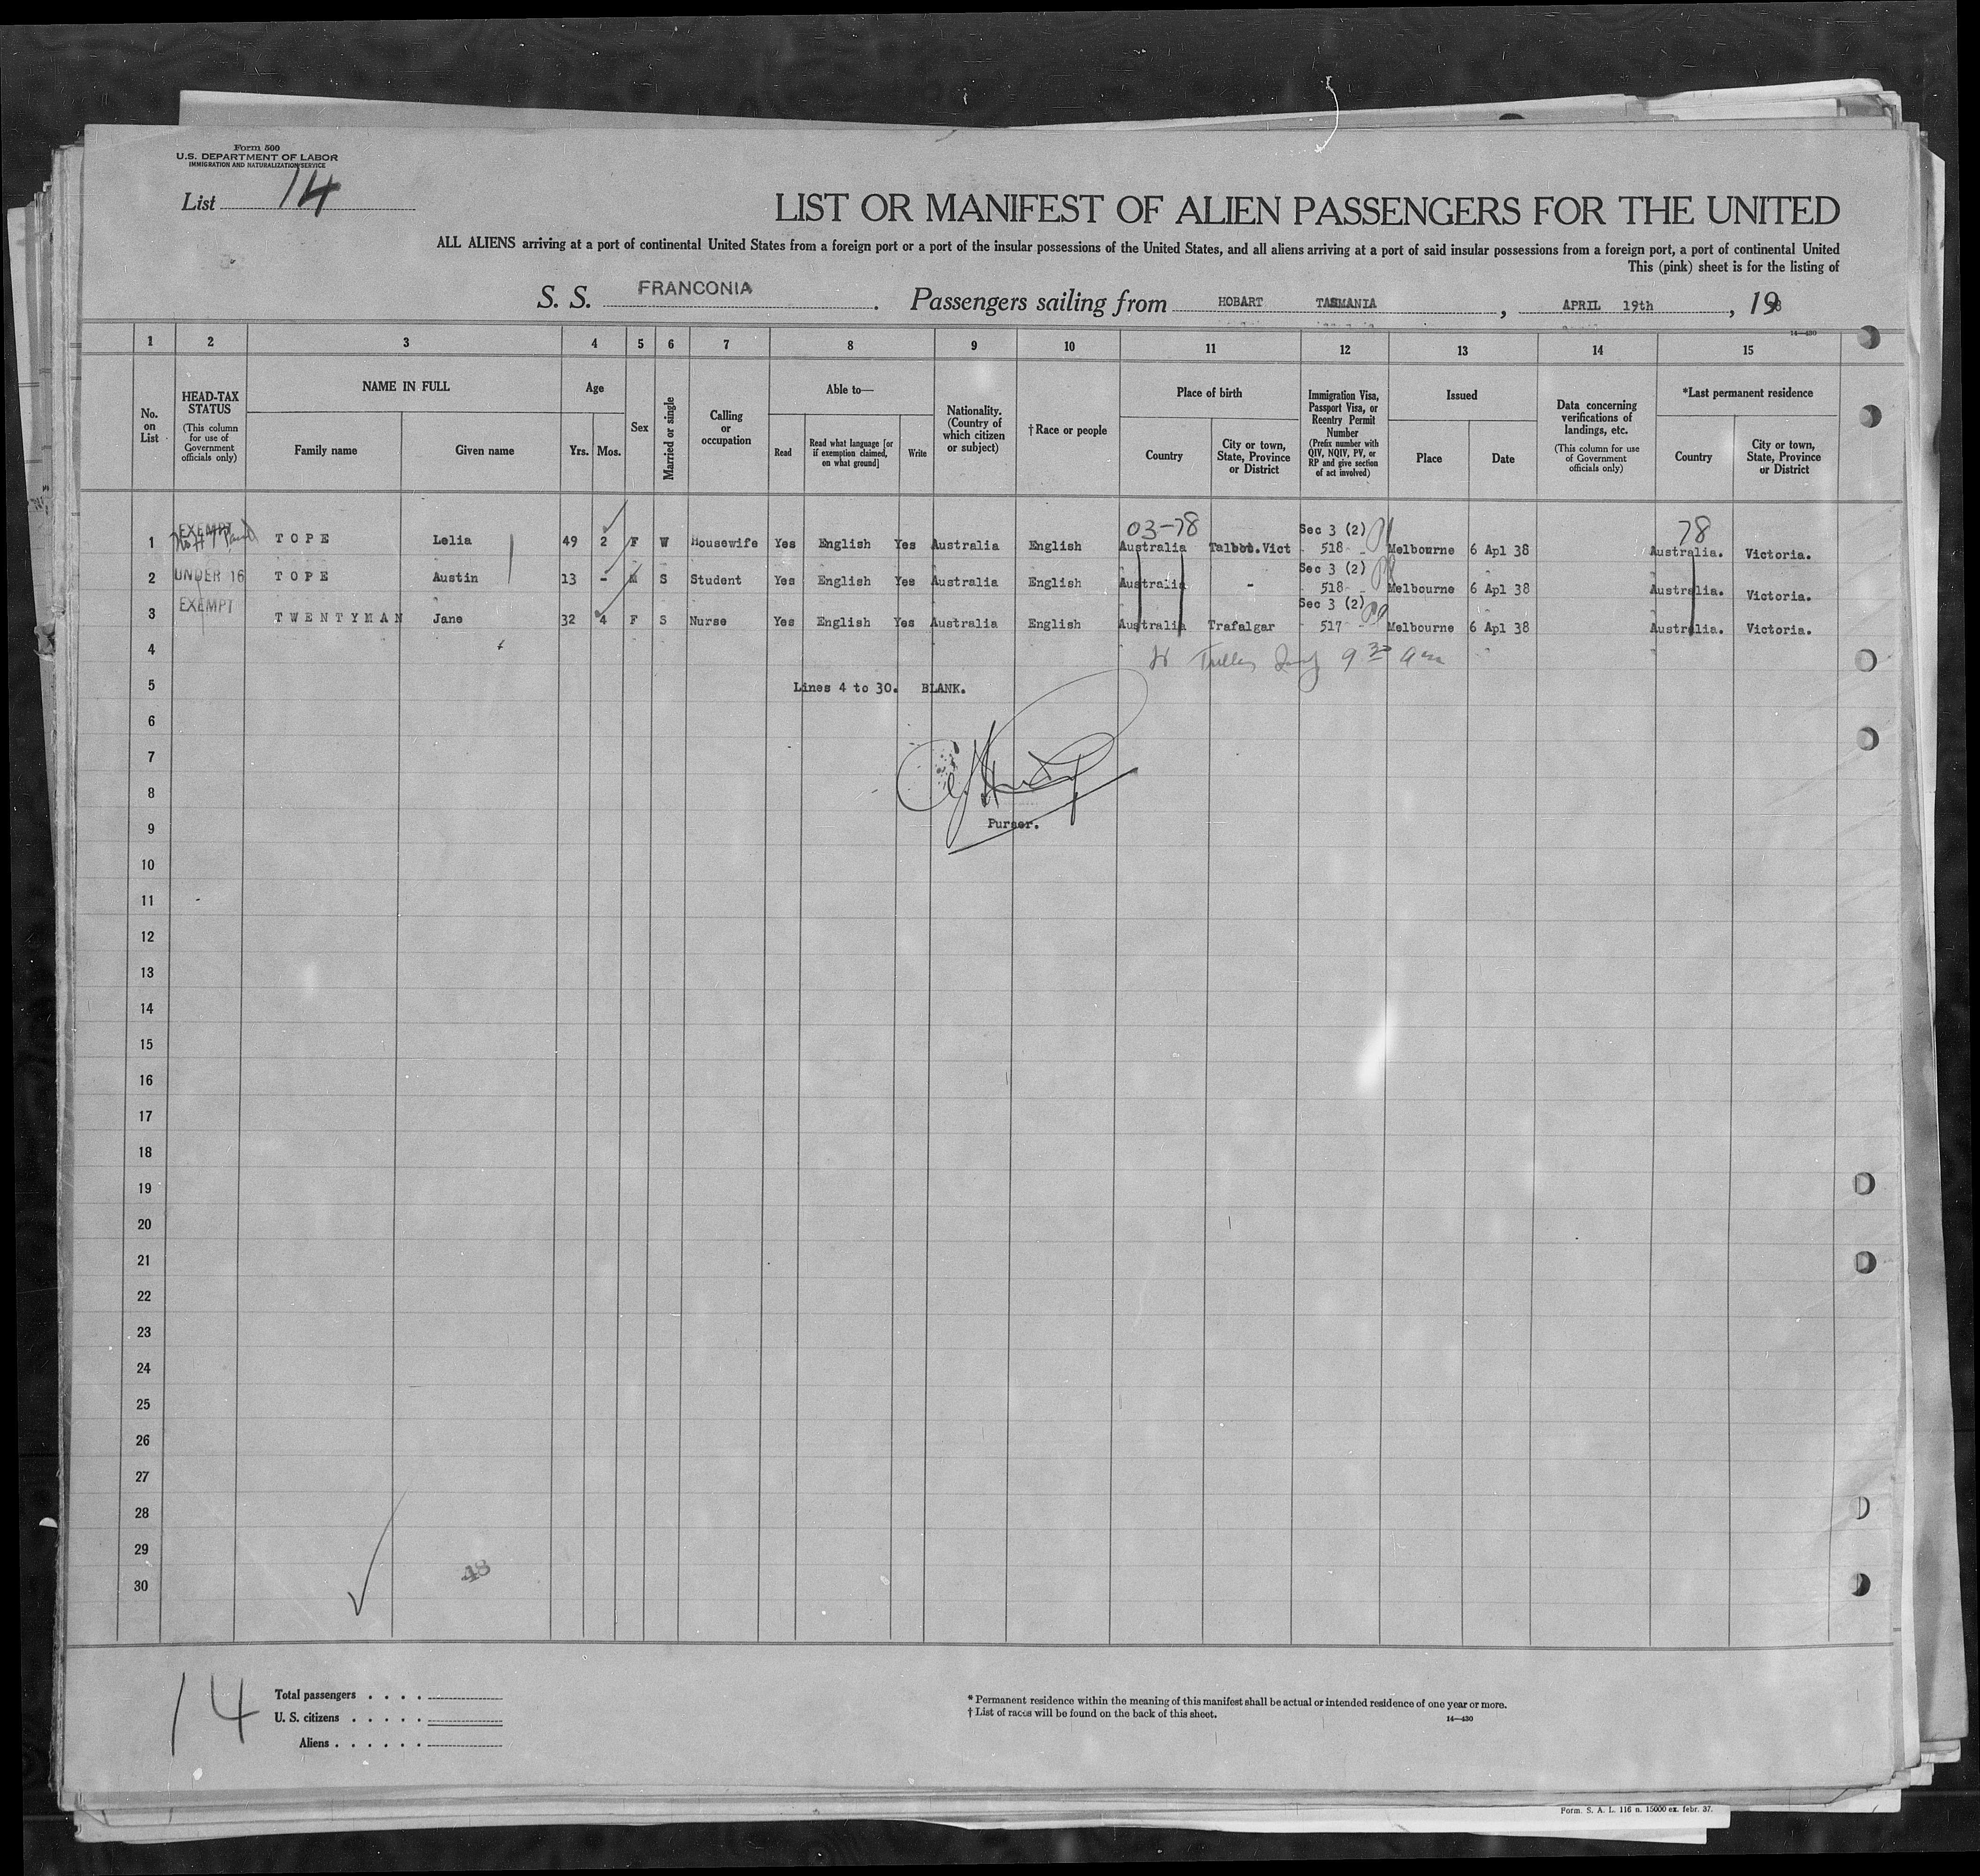 Form 500
U.S. DEPARTMENT OF LABOR
IMMIGRATION AND NATURALIZATION SERVICE
List 14
LIST OR MANIFEST OF ALIEN PASSENGERS FOR THE UNITED
ALL ALIENS arriving at a port of continental United States from a foreign port or a port of the insular possessions of the United States, and all aliens arriving at a port of said insular possessions from a foreign port, a port of continental United
This (pink) sheet is for the listing of
S. S. FRANCONIA. Passengers sailing from HOBART TASMANIA, APRIL 19th, 1938
14—430
1 2 3 4 5 6 7 8 9 10 11 12 13 14 15
No. on List
HEAD-TAX STATUS
(This column for use of Government officials only)
NAME IN FULL
Family name Given name
Age
Yrs. Mos.
Sex
Married or single
Calling or occupation
Able to—
Read
Read what language [or if exemption claimed, on what ground]
Write
Nationality. (Country of which citizen or subject)
†Race or people
Place of birth
Country
City or town, State, Province or District
Immigration Visa, Passport Visa, or Reentry Permit Number
(Prefix number with QIV, NQIV, PV, or RP and give section of act involved)
Issued
Place Date
Data concerning verifications of landings, etc.
(This column for use of Government officials only)
*Last permanent residence
Country
City or town, State, Province or District
03-78 Sec 3 (2) 78
1 EXEMPT TOPE Lelia 49 2 F W Housewife Yes English Yes Australia English Australia Talbot.Vict 518 Melbourne 6 Apl 38 Australia. Victoria.
Sec 3 (2)
2 UNDER 16 TOPE Austin 13 - M S Student Yes English Yes Australia English Australia - 518 Melbourne 6 Apl 38 Australia. Victoria.
Sec 3 (2)
3 EXEMPT TWENTYMAN Jane 32 4 F S Nurse Yes English Yes Australia English Australia Trafalgar 517 Melbourne 6 Apl 38 Australia. Victoria.
4 9 30
5 Lines 4 to 30. BLANK.
6
7
8
9 Purser.
10
11
12
13
14
15
16
17
18
19
20
21
22
23
24
25
26
27
28
29
30
48
14
Total passengers
U. S. citizens
Aliens
* Permanent residence within the meaning of this manifest shall be actual or intended residence of one year or more.
† List of races will be found on the back of this sheet.
14—430
Form. S. A. L. 116 n. 15000 ex. febr. 37.